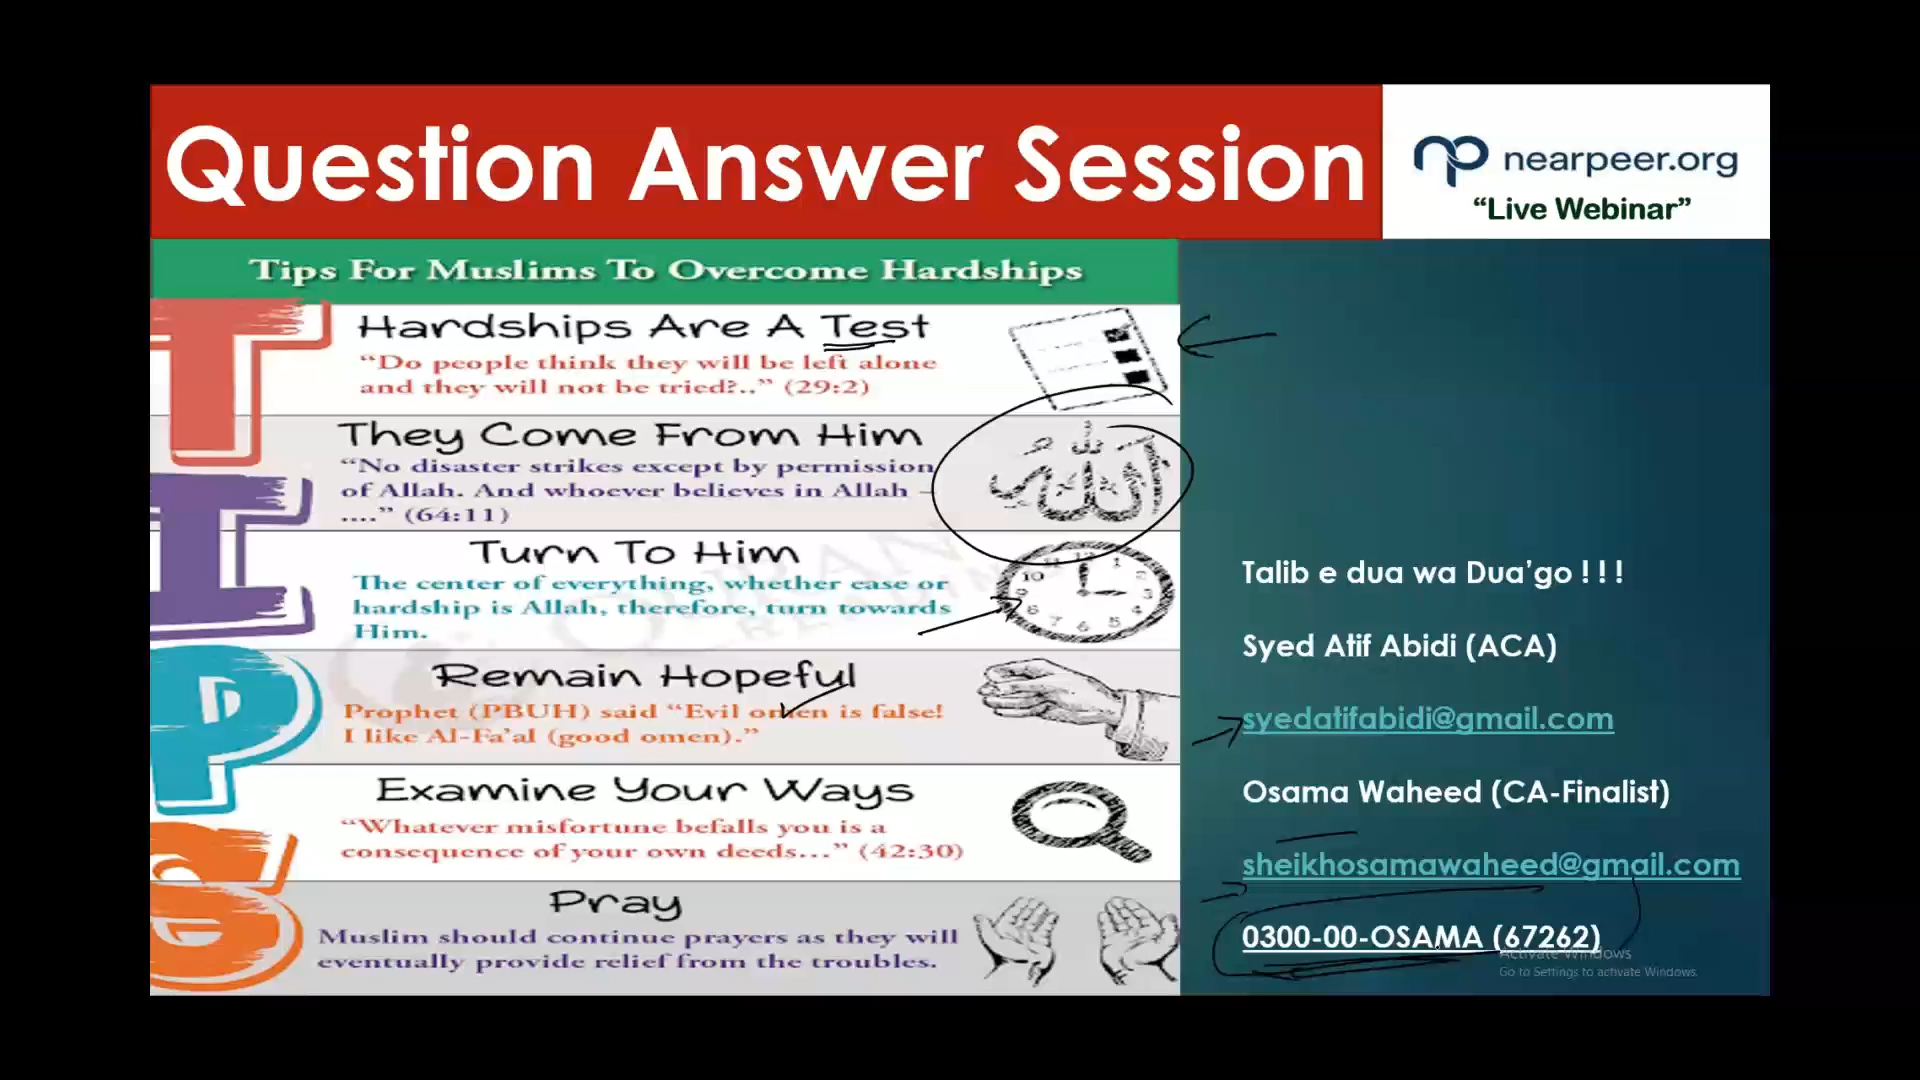 Question Answer Session
nearpeer.org
“Live Webinar”
Tips For Muslims To Overcome Hardships
TIPS
Hardships Are A Test
“Do people think they will be left alone
and they will not be tried?..” (29:2)
They Come From Him
“No disaster strikes except by permission
of Allah. And whoever believes in Allah –
....” (64:11)
الله
Turn To Him
The center of everything, whether ease or
hardship is Allah, therefore, turn towards
Him.
Remain Hopeful
Prophet (PBUH) said “Evil omen is false!
I like Al-Fa’al (good omen).”
Examine Your Ways
“Whatever misfortune befalls you is a
consequence of your own deeds...” (42:30)
Pray
Muslim should continue prayers as they will
eventually provide relief from the troubles.
Talib e dua wa Dua’go ! ! !
Syed Atif Abidi (ACA)
syedatifabidi@gmail.com
Osama Waheed (CA-Finalist)
sheikhosamawaheed@gmail.com
0300-00-OSAMA (67262)
Activate Windows
Go to Settings to activate Windows.